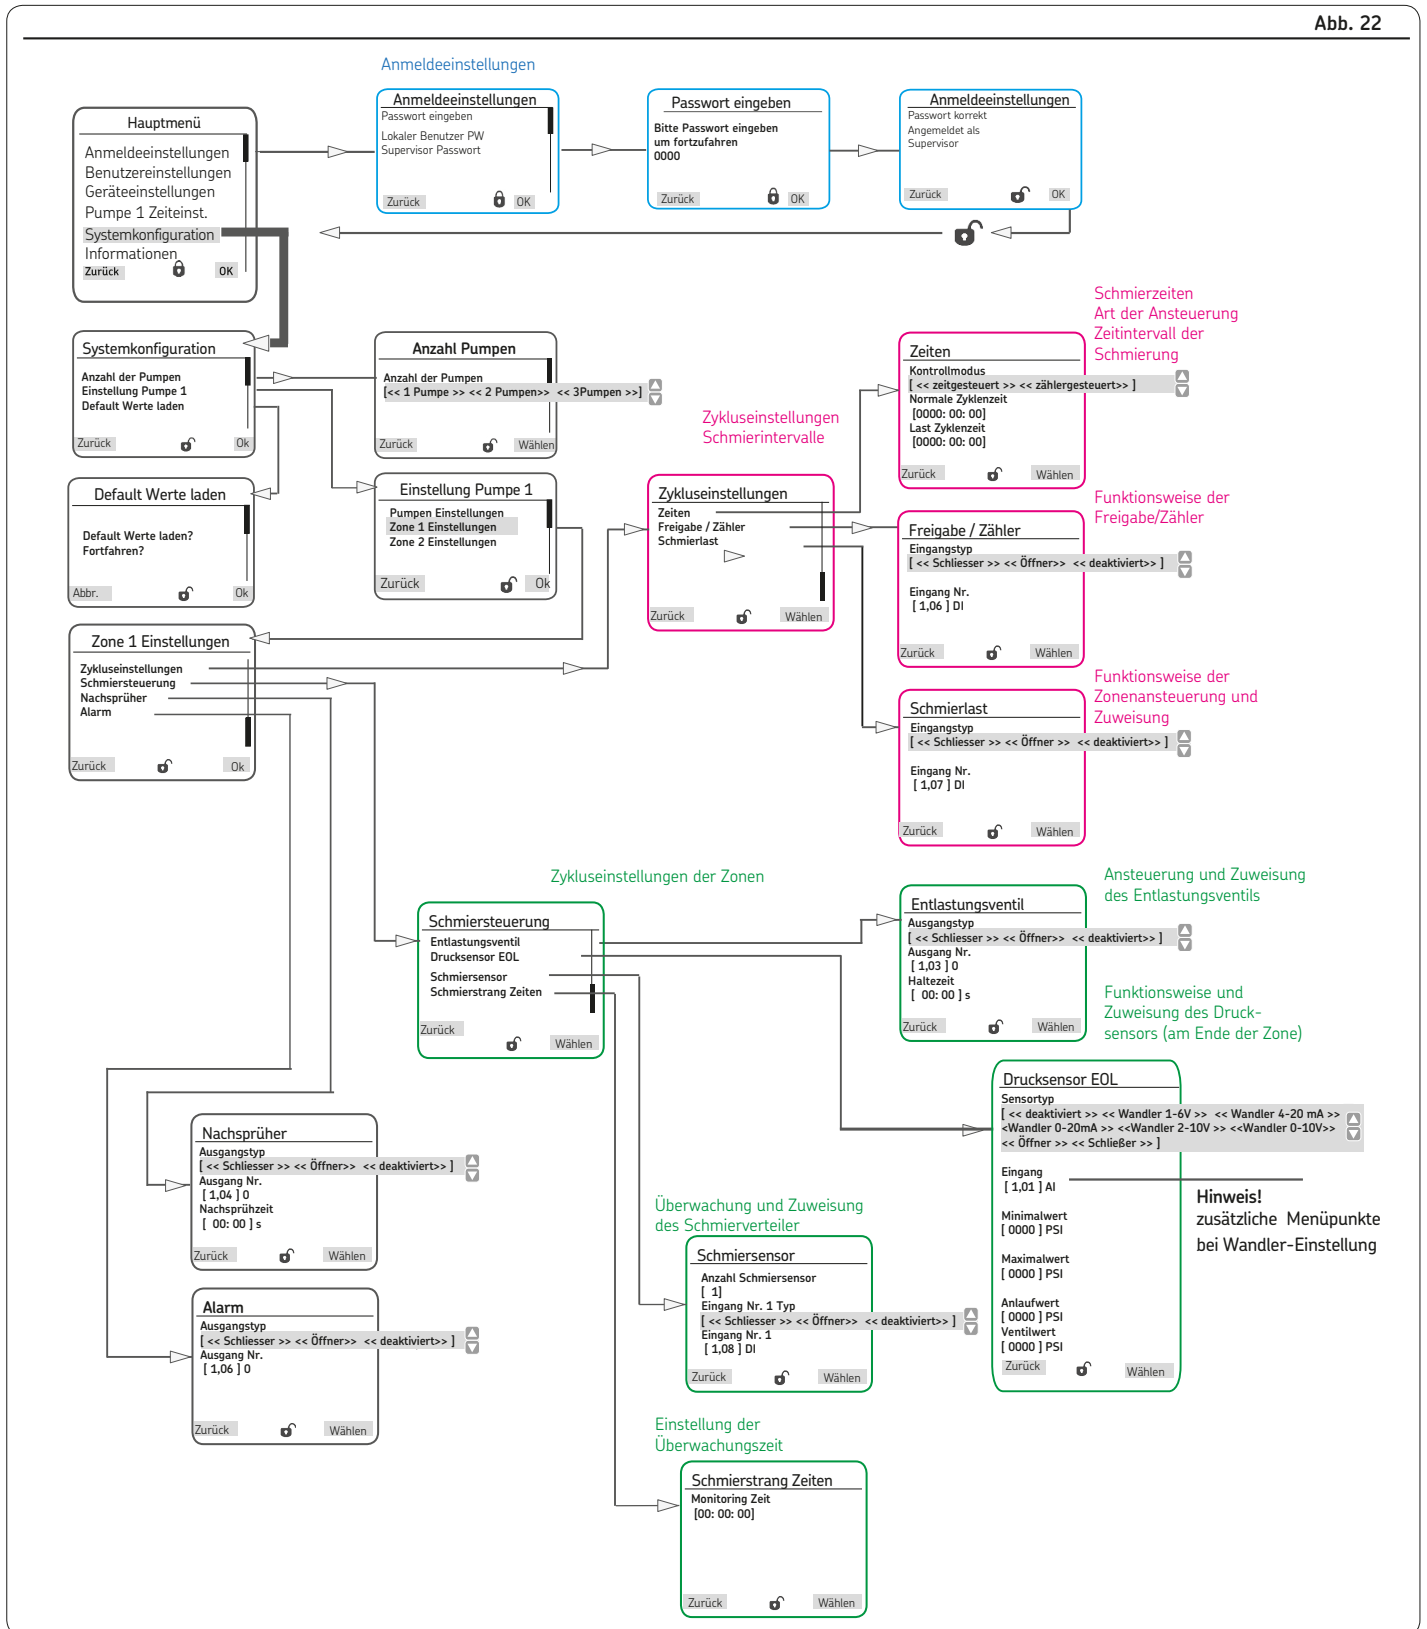 Abb. 22
Anmeldeeinstellungen
Hauptmenü
Anmeldeeinstellungen
Benutzereinstellungen
Geräteeinstellungen
Pumpe 1 Zeiteinst.
Systemkonfiguration
Informationen
Zurück
OK
Anmeldeeinstellungen
Passwort eingeben
Lokaler Benutzer PW
Supervisor Passwort
Zurück
OK
Passwort eingeben
Bitte Passwort eingeben
um fortzufahren
0000
Zurück
OK
Anmeldeeinstellungen
Passwort korrekt
Angemeldet als
Supervisor
Zurück
OK
Systemkonfiguration
Anzahl der Pumpen
Einstellung Pumpe 1
Default Werte laden
Zurück
Ok
Anzahl Pumpen
Anzahl der Pumpen
[<< 1 Pumpe >> << 2 Pumpen>> << 3Pumpen >>]
Zurück
Wählen
Schmierzeiten
Art der Ansteuerung
Zeitintervall der
Schmierung
Zeiten
Kontrollmodus
[ << zeitgesteuert >> << zählergesteuert>> ]
Normale Zyklenzeit
[0000: 00: 00]
Last Zyklenzeit
[0000: 00: 00]
Zurück
Wählen
Zykluseinstellungen
Schmierintervalle
Default Werte laden
Default Werte laden?
Fortfahren?
Abbr.
Ok
Einstellung Pumpe 1
Pumpen Einstellungen
Zone 1 Einstellungen
Zone 2 Einstellungen
Zurück
Ok
Zykluseinstellungen
Zeiten
Freigabe / Zähler
Schmierlast
Zurück
Wählen
Funktionsweise der
Freigabe/Zähler
Freigabe / Zähler
Eingangstyp
[ << Schliesser >> << Öffner>> << deaktiviert>> ]
Eingang Nr.
[ 1,06 ] DI
Zurück
Wählen
Zone 1 Einstellungen
Zykluseinstellungen
Schmiersteuerung
Nachsprüher
Alarm
Zurück
Ok
Funktionsweise der
Zonenansteuerung und
Zuweisung
Schmierlast
Eingangstyp
[ << Schliesser >> << Öffner >> << deaktiviert>> ]
Eingang Nr.
[ 1,07 ] DI
Zurück
Wählen
Zykluseinstellungen der Zonen
Schmiersteuerung
Entlastungsventil
Drucksensor EOL
Schmiersensor
Schmierstrang Zeiten
Zurück
Wählen
Ansteuerung und Zuweisung
des Entlastungsventils
Entlastungsventil
Ausgangstyp
[ << Schliesser >> << Öffner>> << deaktiviert>> ]
Ausgang Nr.
[ 1,03 ] 0
Haltezeit
[ 00: 00 ] s
Zurück
Wählen
Funktionsweise und
Zuweisung des Druck-
sensors (am Ende der Zone)
Drucksensor EOL
Sensortyp
[ << deaktiviert >> << Wandler 1-6V >> << Wandler 4-20 mA >>
<Wandler 0-20mA >> <<Wandler 2-10V >> <<Wandler 0-10V>>
<< Öffner >> << Schließer >> ]
Eingang
[ 1,01 ] AI
Minimalwert
[ 0000 ] PSI
Maximalwert
[ 0000 ] PSI
Anlaufwert
[ 0000 ] PSI
Ventilwert
[ 0000 ] PSI
Zurück
Wählen
Hinweis!
zusätzliche Menüpunkte
bei Wandler-Einstellung
Nachsprüher
Ausgangstyp
[ << Schliesser >> << Öffner>> << deaktiviert>> ]
Ausgang Nr.
[ 1,04 ] 0
Nachsprühzeit
[ 00: 00 ] s
Zurück
Wählen
Überwachung und Zuweisung
des Schmierverteiler
Schmiersensor
Anzahl Schmiersensor
[ 1]
Eingang Nr. 1 Typ
[ << Schliesser >> << Öffner>> << deaktiviert>> ]
Eingang Nr. 1
[ 1,08 ] DI
Zurück
Wählen
Alarm
Ausgangstyp
[ << Schliesser >> << Öffner>> << deaktiviert>> ]
Ausgang Nr.
[ 1,06 ] 0
Zurück
Wählen
Einstellung der
Überwachungszeit
Schmierstrang Zeiten
Monitoring Zeit
[00: 00: 00]
Zurück
Wählen